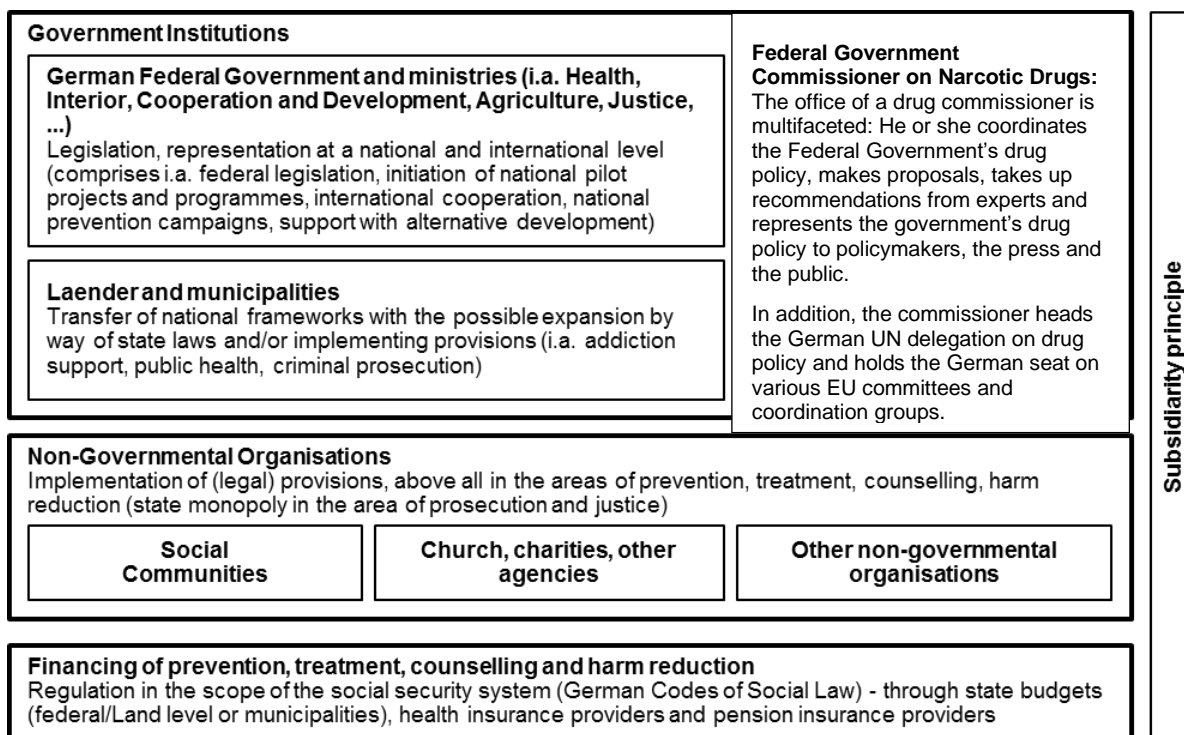 Government Institutions
German Federal Government and ministries (i.a. Health,
Interior, Cooperation and Development, Agriculture, Justice,
...)
Legislation, representation at a national and international level
(comprises i.a. federal legislation, initiation of national pilot
projects and programmes, international cooperation, national
prevention campaigns, support with alternative development)
Laender and municipalities
Transfer of national frameworks with the possible expansion by
way of state laws and/or implementing provisions (i.a. addiction
support, public health, criminal prosecution)
Federal Government
Commissioner on Narcotic Drugs:
The office of a drug commissioner is
multifaceted: He or she coordinates
the Federal Government’s drug
policy, makes proposals, takes up
recommendations from experts and
represents the government’s drug
policy to policymakers, the press and
the public.
In addition, the commissioner heads
the German UN delegation on drug
policy and holds the German seat on
various EU committees and
coordination groups.
Non-Governmental Organisations
Implementation of (legal) provisions, above all in the areas of prevention, treatment, counselling, harm
reduction (state monopoly in the area of prosecution and justice)
Social
Communities
Church, charities, other
agencies
Other non-governmental
organisations
Financing of prevention, treatment, counselling and harm reduction
Regulation in the scope of the social security system (German Codes of Social Law) - through state budgets
(federal/Land level or municipalities), health insurance providers and pension insurance providers
Subsidiarity principle